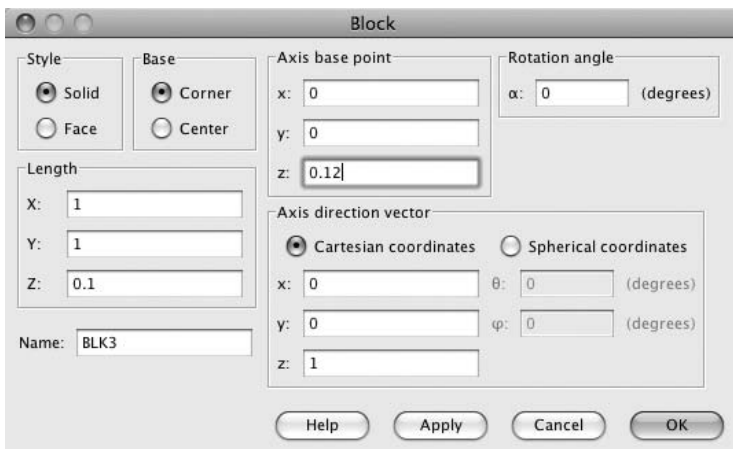 Block
Style
Solid
Face
Base
Corner
Center
Length
X: 1
Y: 1
Z: 0.1
Name: BLK3
Axis base point
x: 0
y: 0
z: 0.12
Rotation angle
α: 0 (degrees)
Axis direction vector
Cartesian coordinates
Spherical coordinates
x: 0
θ: 0 (degrees)
y: 0
φ: 0 (degrees)
z: 1
Help
Apply
Cancel
OK